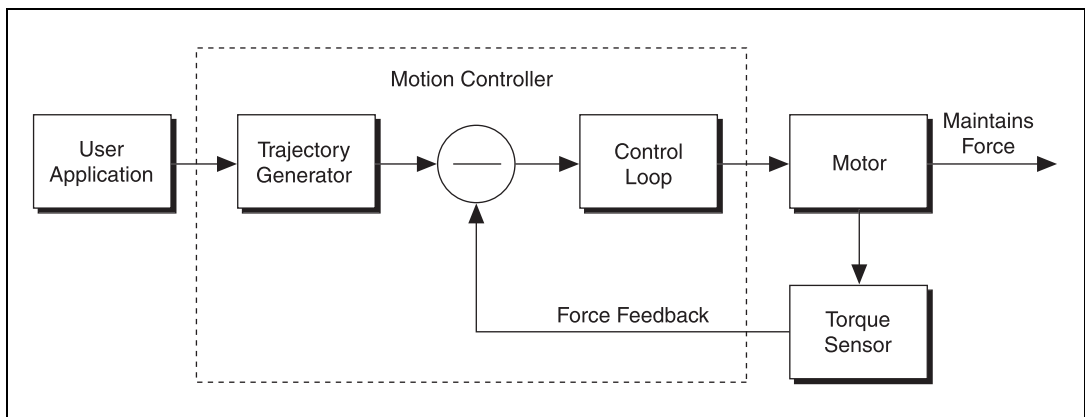 Motion Controller
User
Application
Trajectory
Generator
Control
Loop
Motor
Maintains
Force
Force Feedback
Torque
Sensor